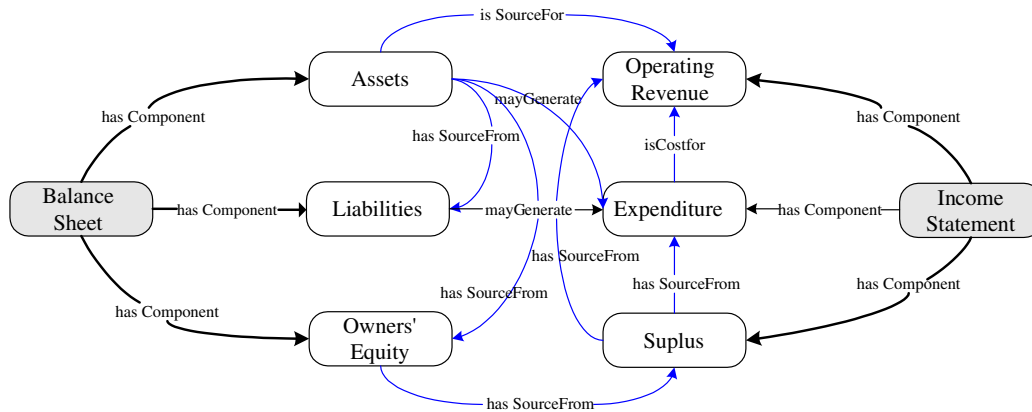 is SourceFor
Assets
Operating
Revenue
mayGenerate
has Component
has SourceFrom
isCostfor
has Component
Balance
Sheet
has Component
Liabilities
mayGenerate
Expenditure
has Component
Income
Statement
has SourceFrom
has SourceFrom
has SourceFrom
has Component
has Component
Owners'
Equity
Suplus
has SourceFrom